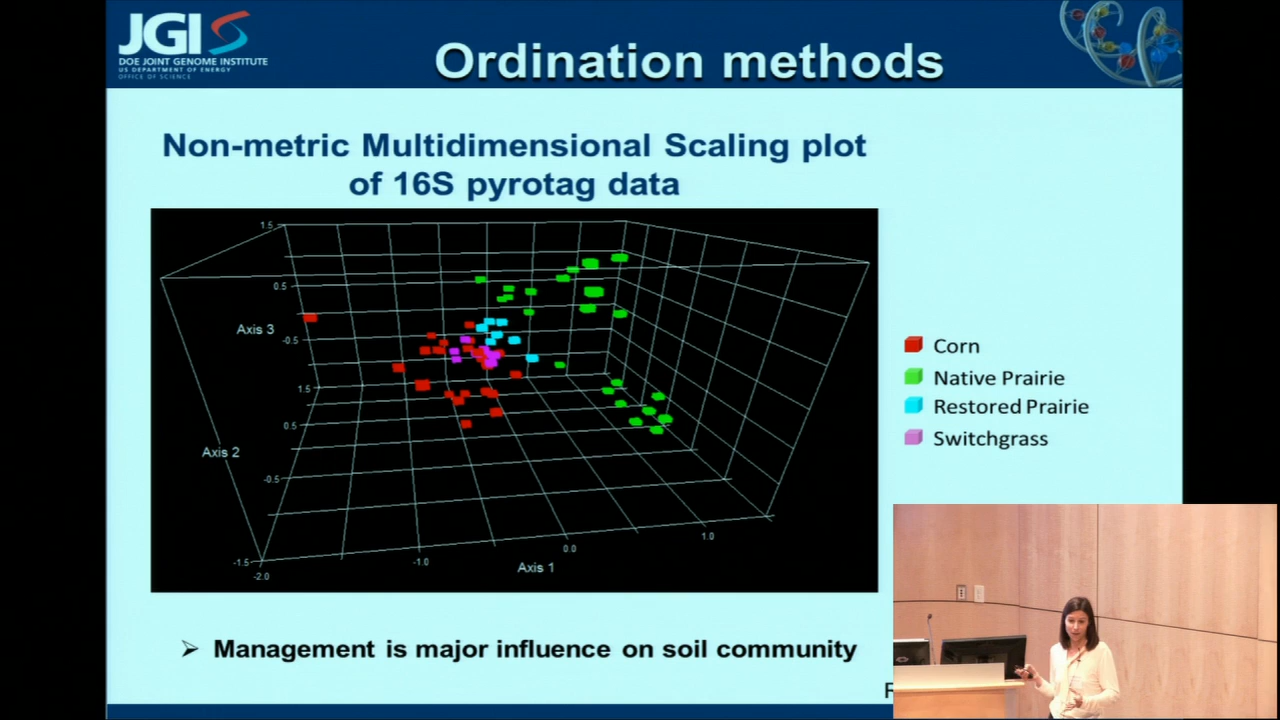 JGI
DOE JOINT GENOME INSTITUTE
US DEPARTMENT OF ENERGY
OFFICE OF SCIENCE
Ordination methods
Non-metric Multidimensional Scaling plot
of 16S pyrotag data
1.5
0.5
Axis 3
-0.5
1.5
0.5
Axis 2
-0.5
-1.5
-2.0
-1.0
0.0
1.0
Axis 1
Corn
Native Prairie
Restored Prairie
Switchgrass
➢ Management is major influence on soil community